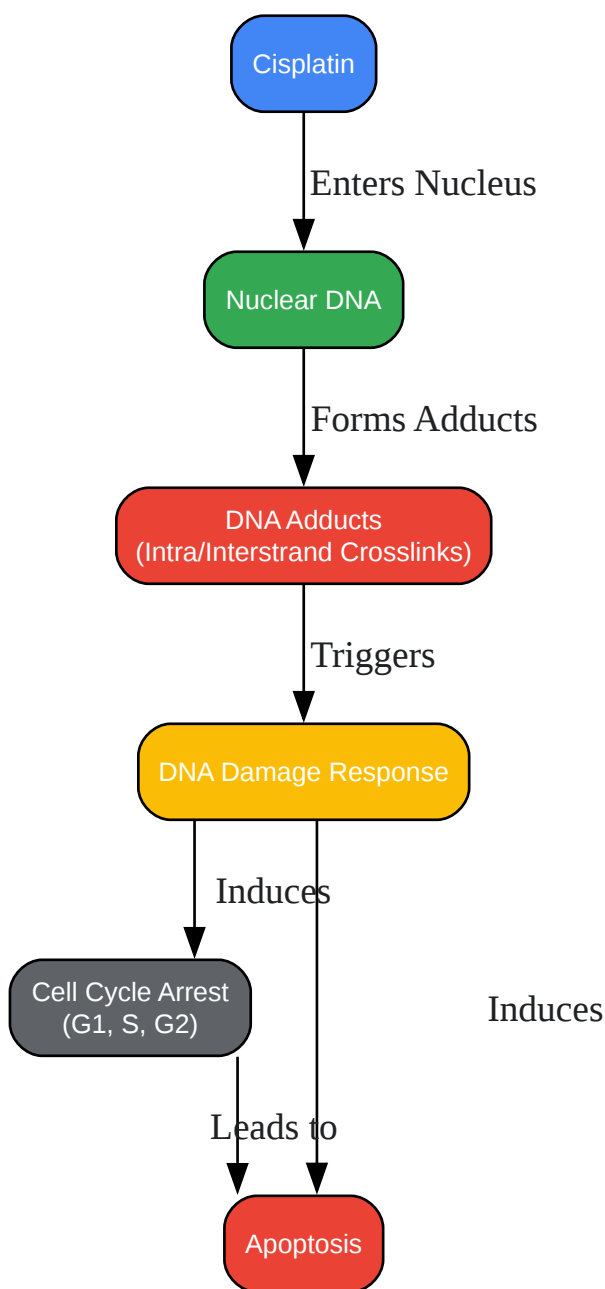 Cisplatin
Enters Nucleus
Nuclear DNA
Forms Adducts
DNA Adducts
(Intra/Interstrand Crosslinks)
Triggers
DNA Damage Response
Induces
Cell Cycle Arrest
(G1, S, G2)
Induces
Leads to
Apoptosis